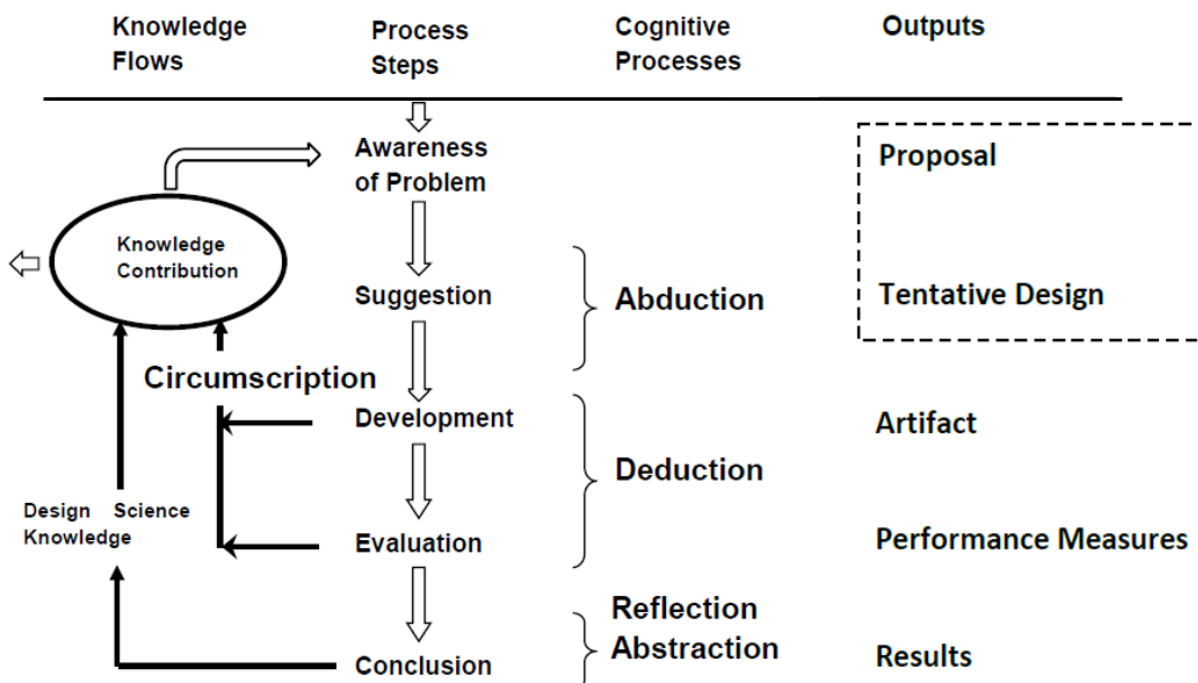 Knowledge
Flows
Process
Steps
Cognitive
Processes
Outputs
Awareness
of Problem
Proposal
Knowledge
Contribution
Suggestion
Abduction
Tentative Design
Circumscription
Development
Artifact
Deduction
Design Science
Knowledge
Evaluation
Performance Measures
Reflection
Abstraction
Conclusion
Results